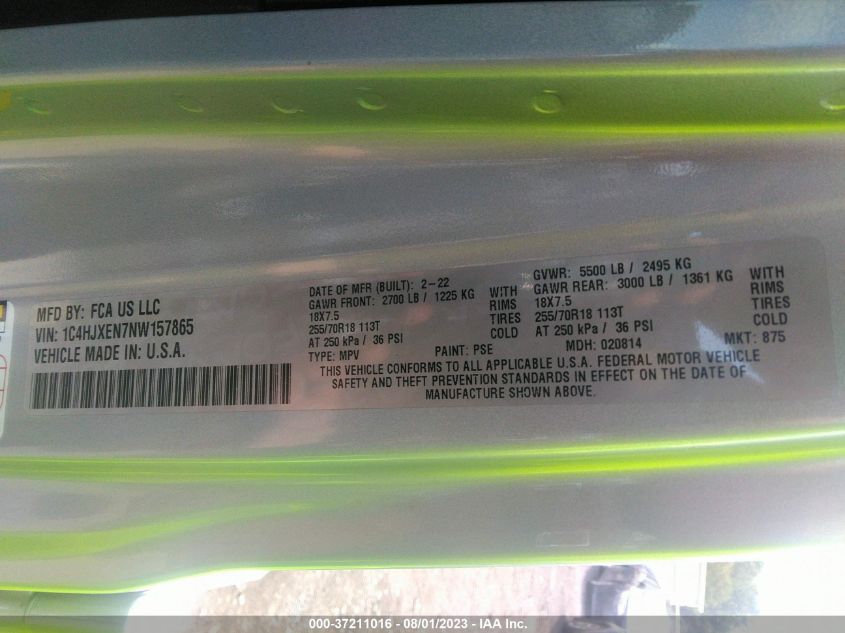 MFD BY: FCA US LLC
VIN: 1C4HJXEN7NW157865
VEHICLE MADE IN: U.S.A.
DATE OF MFR (BUILT): 2-22 GVWR: 5500 LB / 2495 KG
GAWR FRONT: 2700 LB / 1225 KG WITH GAWR REAR: 3000 LB / 1361 KG WITH
18X7.5 RIMS 18X7.5 RIMS
255/70R18 113T TIRES 255/70R18 113T TIRES
AT 250 kPa / 36 PSI COLD AT 250 kPa / 36 PSI COLD
TYPE: MPV PAINT: PSE MDH: 020814 MKT: 875
THIS VEHICLE CONFORMS TO ALL APPLICABLE U.S.A. FEDERAL MOTOR VEHICLE
SAFETY AND THEFT PREVENTION STANDARDS IN EFFECT ON THE DATE OF
MANUFACTURE SHOWN ABOVE.
000-37211016 - 08/01/2023 - IAA Inc.